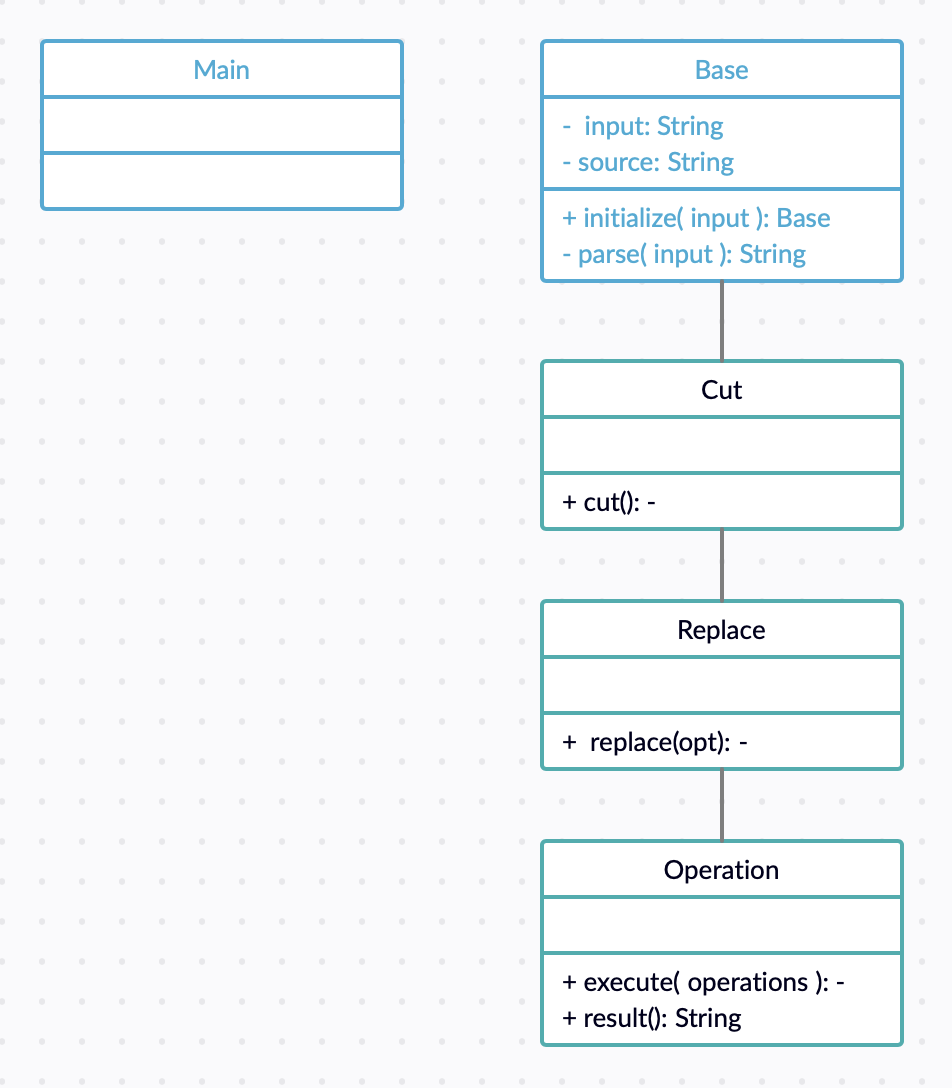 Main
Base
- input: String
- source: String
+ initialize( input ): Base
- parse( input ): String
Cut
+ cut(): -
Replace
+ replace(opt): -
Operation
+ execute( operations ): -
+ result(): String